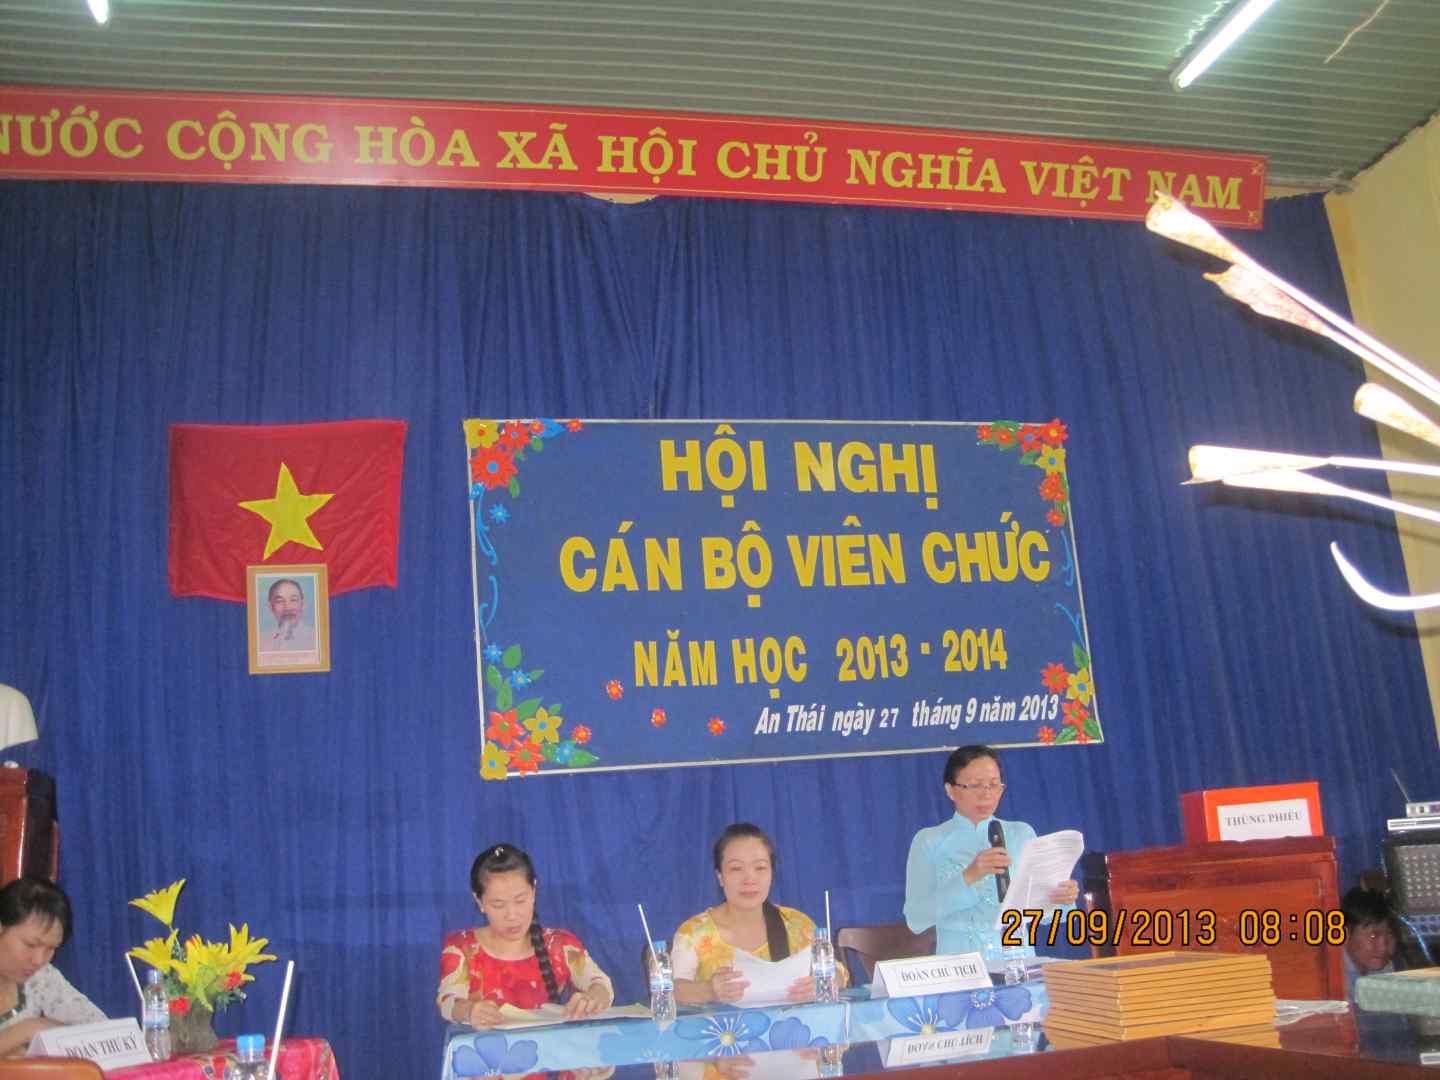 NƯỚC CỘNG HÒA XÃ HỘI CHỦ NGHĨA VIỆT NAM
HỘI NGHỊ
CÁN BỘ VIÊN CHỨC
NĂM HỌC 2013 - 2014
An Thái ngày 27 tháng 9 năm 2013
THÙNG PHIẾU
ĐOÀN CHỦ TỊCH
ĐOÀN THƯ KÝ
27/09/2013 08:08